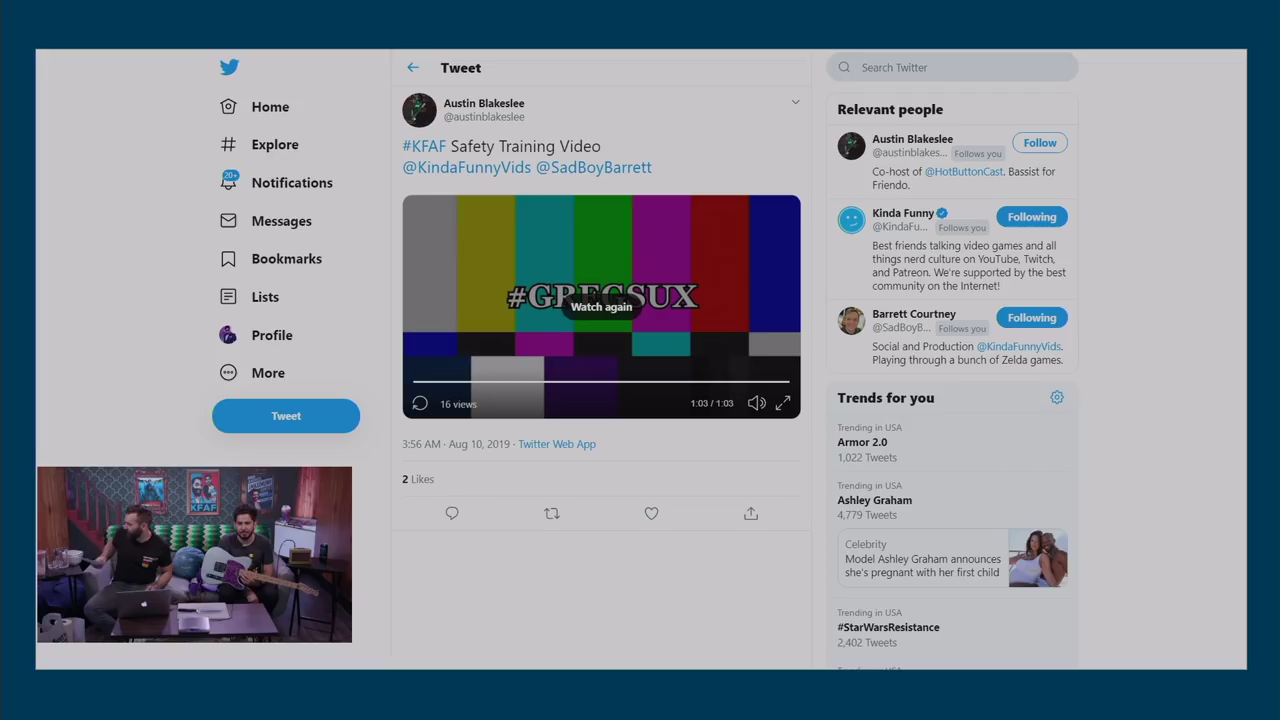 Home
Explore
20+
Notifications
Messages
Bookmarks
Lists
Profile
More
Tweet
Tweet
Austin Blakeslee
@austinblakeslee
#KFAF Safety Training Video
@KindaFunnyVids @SadBoyBarrett
#GREGSUX
Watch again
16 views
1:03 / 1:03
3:56 AM · Aug 10, 2019 · Twitter Web App
2 Likes
Search Twitter
Relevant people
Austin Blakeslee
@austinblakes... Follows you
Follow
Co-host of @HotButtonCast. Bassist for
Friendo.
Kinda Funny
@KindaFu... Follows you
Following
Best friends talking video games and all
things nerd culture on YouTube, Twitch,
and Patreon. We're supported by the best
community on the Internet!
Barrett Courtney
@SadBoyB... Follows you
Following
Social and Production @KindaFunnyVids.
Playing through a bunch of Zelda games.
Trends for you
Trending in USA
Armor 2.0
1,022 Tweets
Trending in USA
Ashley Graham
4,779 Tweets
Celebrity
Model Ashley Graham announces
she's pregnant with her first child
Trending in USA
#StarWarsResistance
2,402 Tweets
KFAF